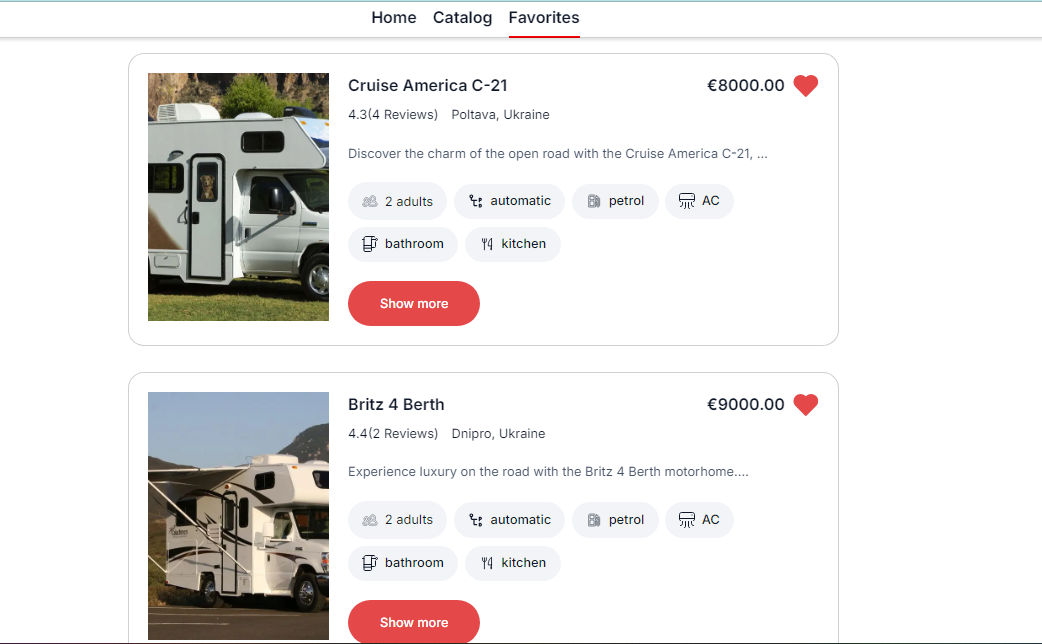 Home Catalog Favorites
Cruise America C-21 €8000.00
4.3(4 Reviews) Poltava, Ukraine
Discover the charm of the open road with the Cruise America C-21, ...
2 adults automatic petrol AC
bathroom kitchen
Show more
Britz 4 Berth €9000.00
4.4(2 Reviews) Dnipro, Ukraine
Experience luxury on the road with the Britz 4 Berth motorhome....
2 adults automatic petrol AC
bathroom kitchen
Show more